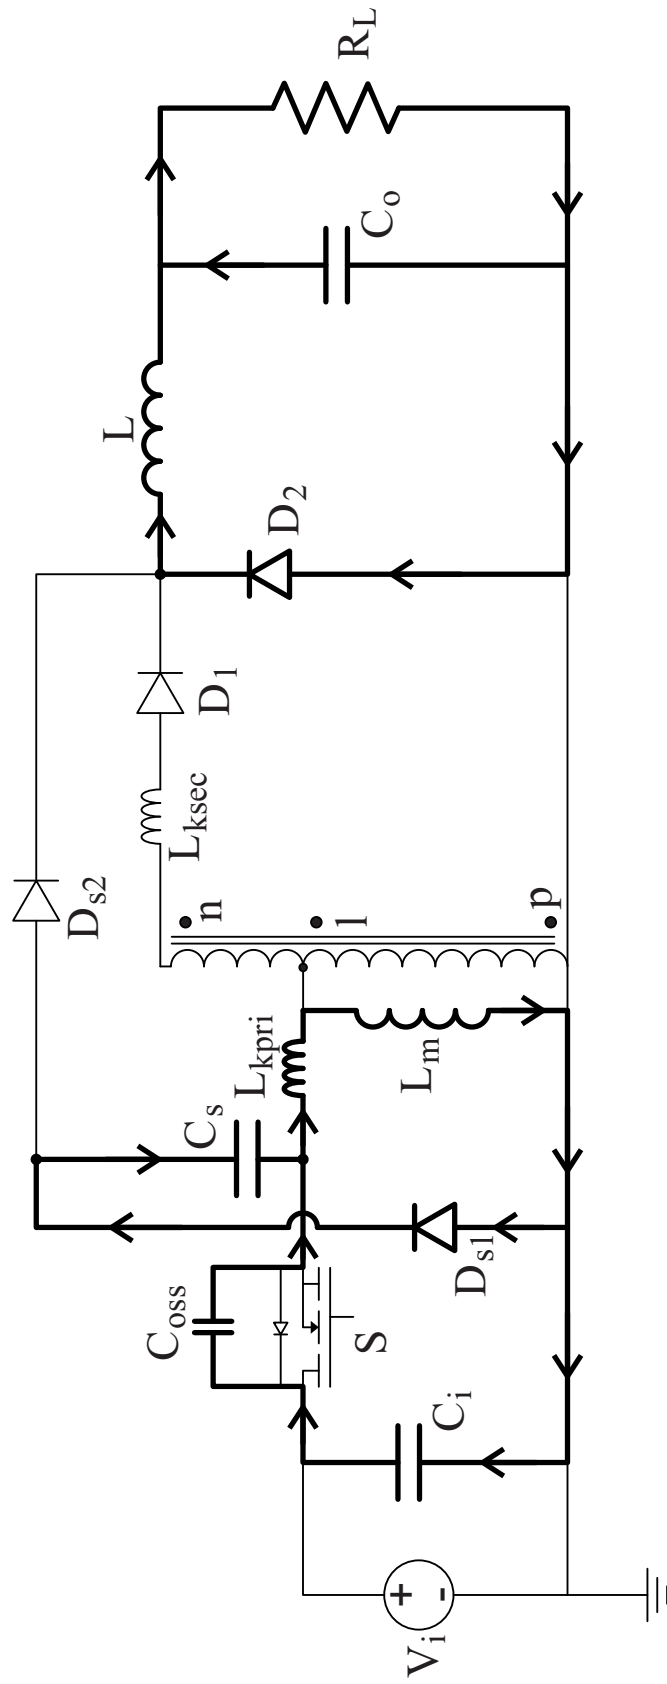 V_i
+
-
C_i
S
C_oss
D_s1
C_s
L_kpri
L_m
D_s2
n
1
p
L_ksec
D_1
D_2
L
C_o
R_L